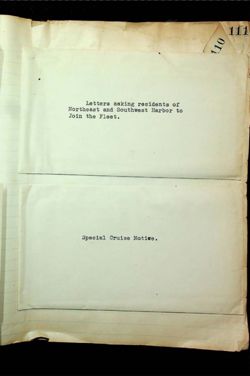 111
110
Letters asking residents of
Northeast and Southwest Harbor to
Join the Fleet.
Special Cruise Notice.